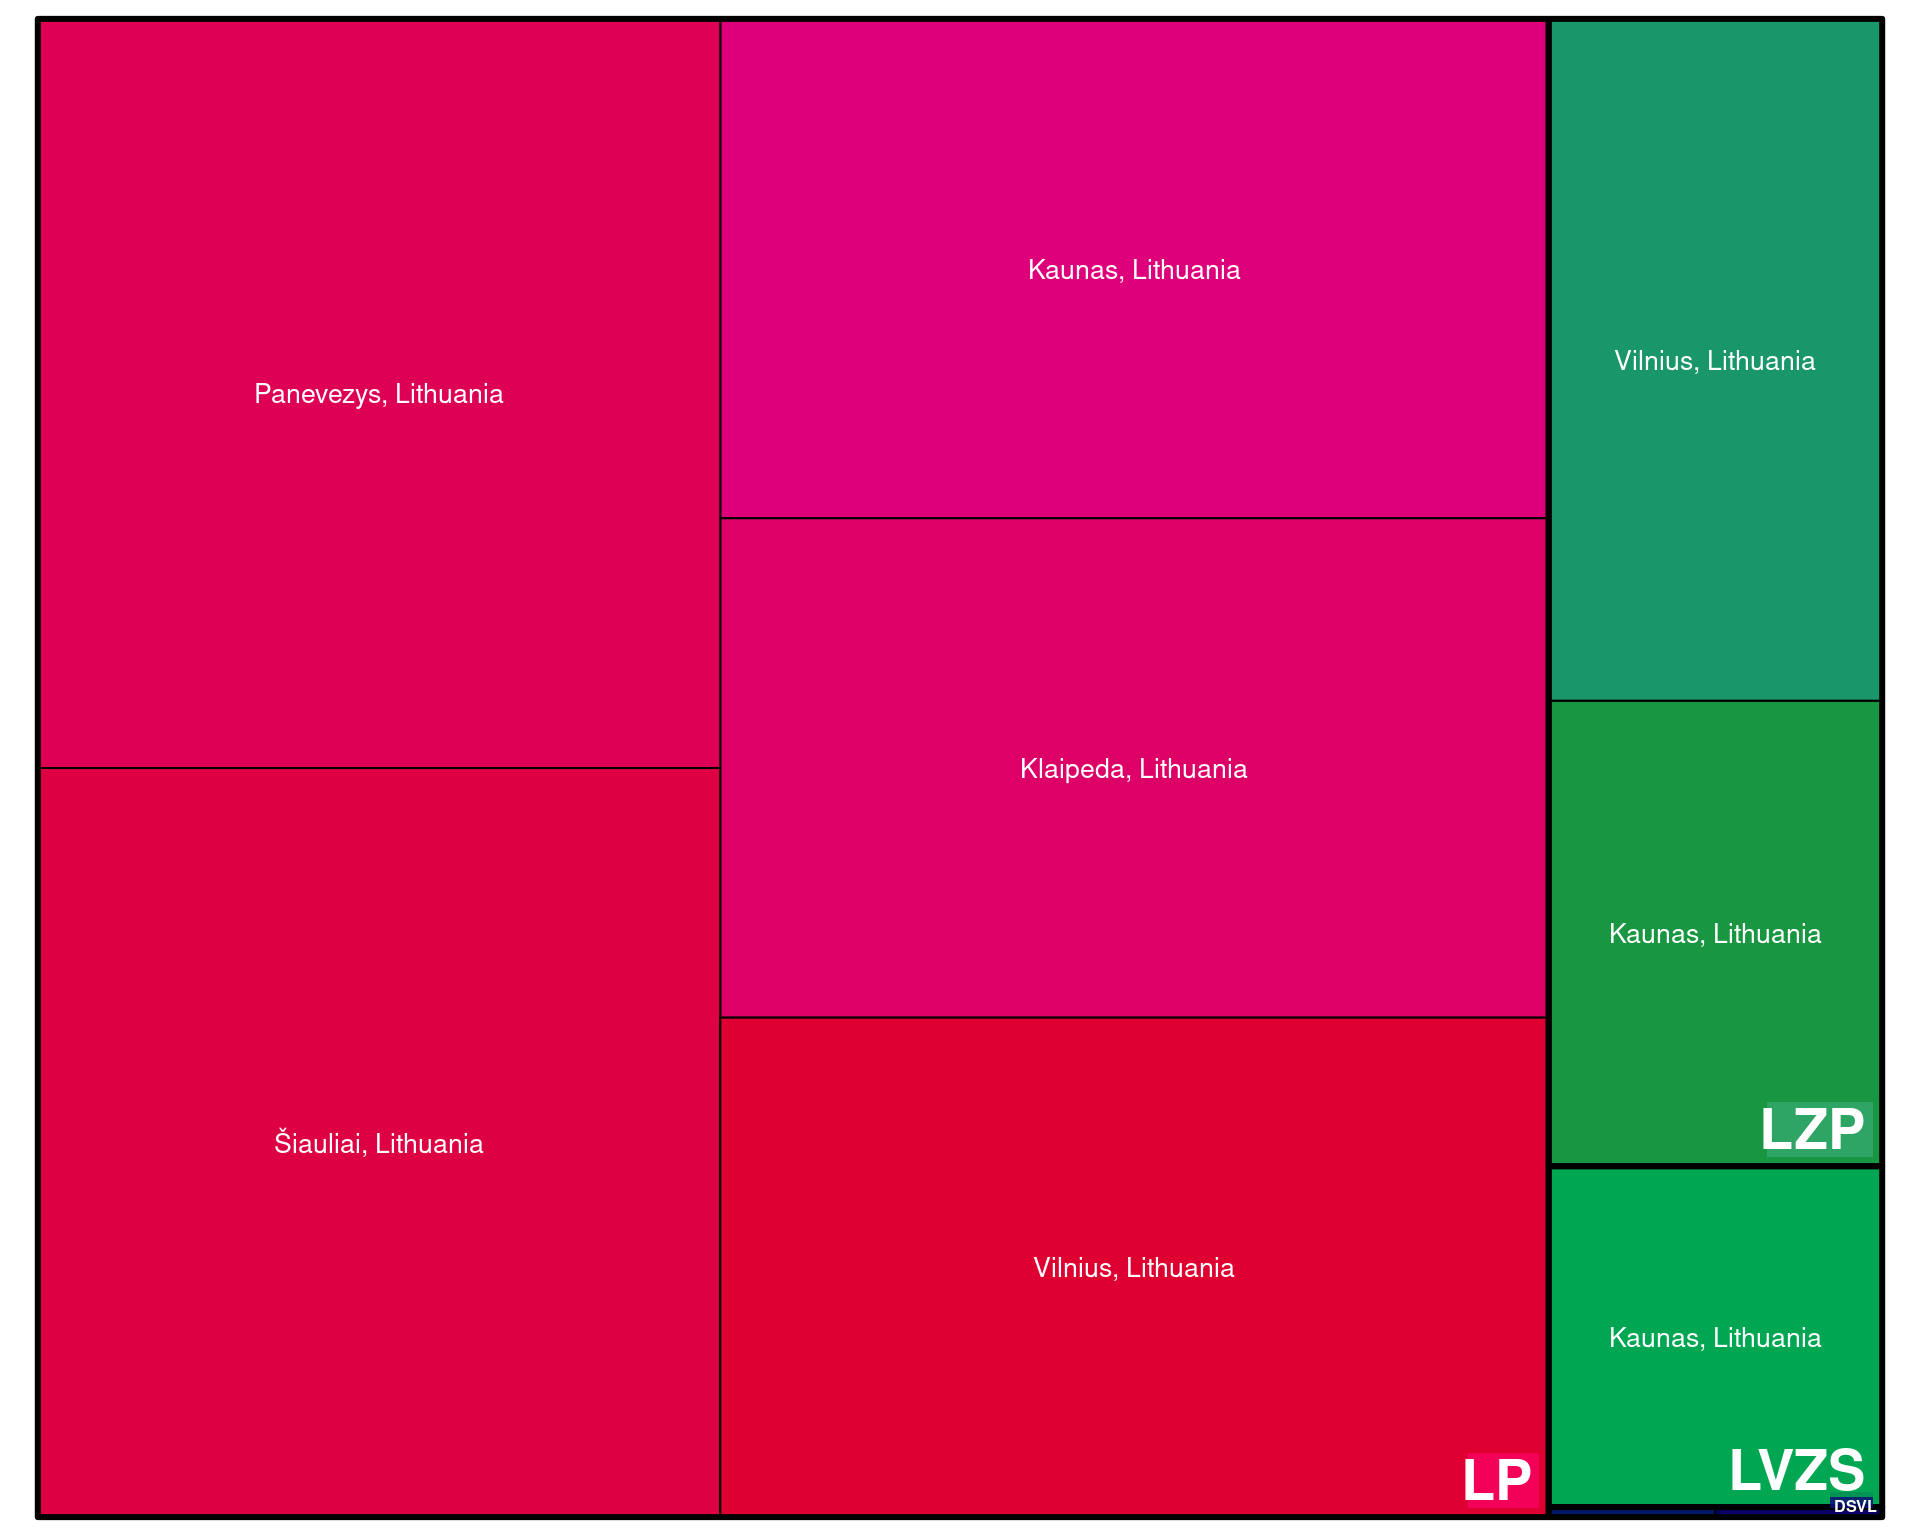 Panevezys, Lithuania
Šiauliai, Lithuania
Kaunas, Lithuania
Klaipeda, Lithuania
Vilnius, Lithuania
LP
Vilnius, Lithuania
Kaunas, Lithuania
LZP
Kaunas, Lithuania
LVZS
DSVL